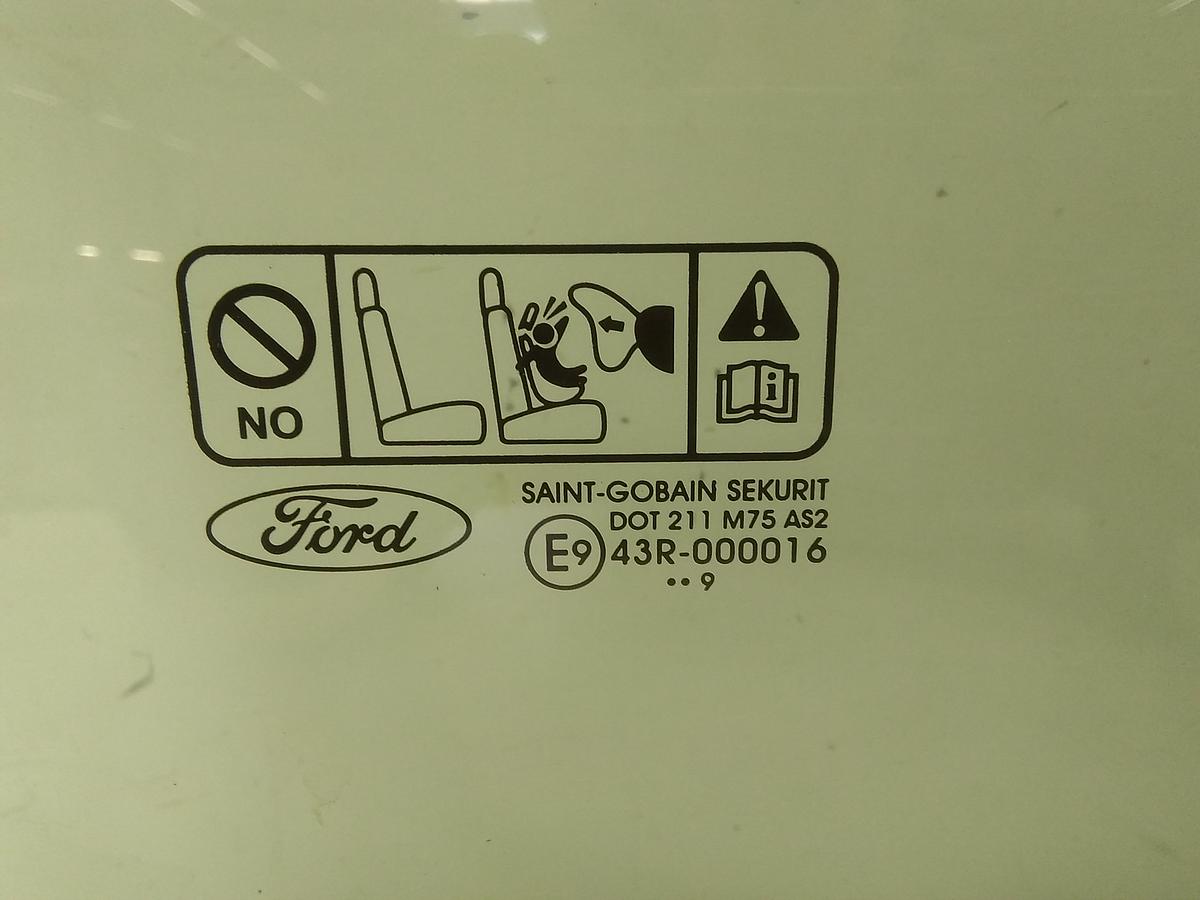 NO
Ford
SAINT-GOBAIN SEKURIT
DOT 211 M75 AS2
E9 43R-000016
•• 9